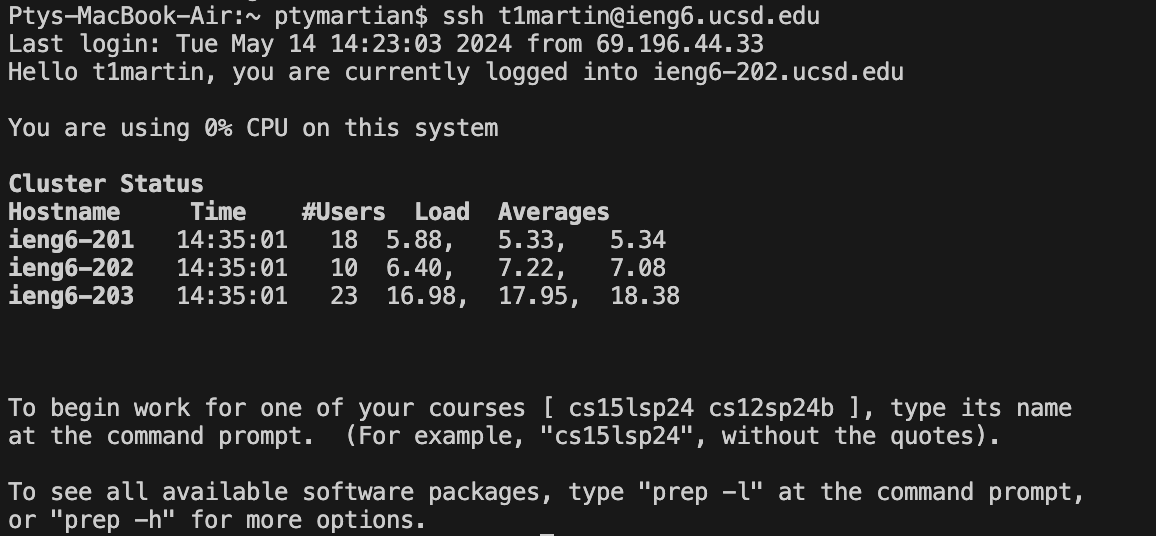 Ptys-MacBook-Air:~ ptymartian$ ssh t1martin@ieng6.ucsd.edu
Last login: Tue May 14 14:23:03 2024 from 69.196.44.33
Hello t1martin, you are currently logged into ieng6-202.ucsd.edu
You are using 0% CPU on this system
Cluster Status
Hostname     Time    #Users  Load  Averages
ieng6-201   14:35:01   18  5.88,   5.33,   5.34
ieng6-202   14:35:01   10  6.40,   7.22,   7.08
ieng6-203   14:35:01   23  16.98,  17.95,  18.38
To begin work for one of your courses [ cs15lsp24 cs12sp24b ], type its name
at the command prompt.  (For example, "cs15lsp24", without the quotes).
To see all available software packages, type "prep -l" at the command prompt,
or "prep -h" for more options.